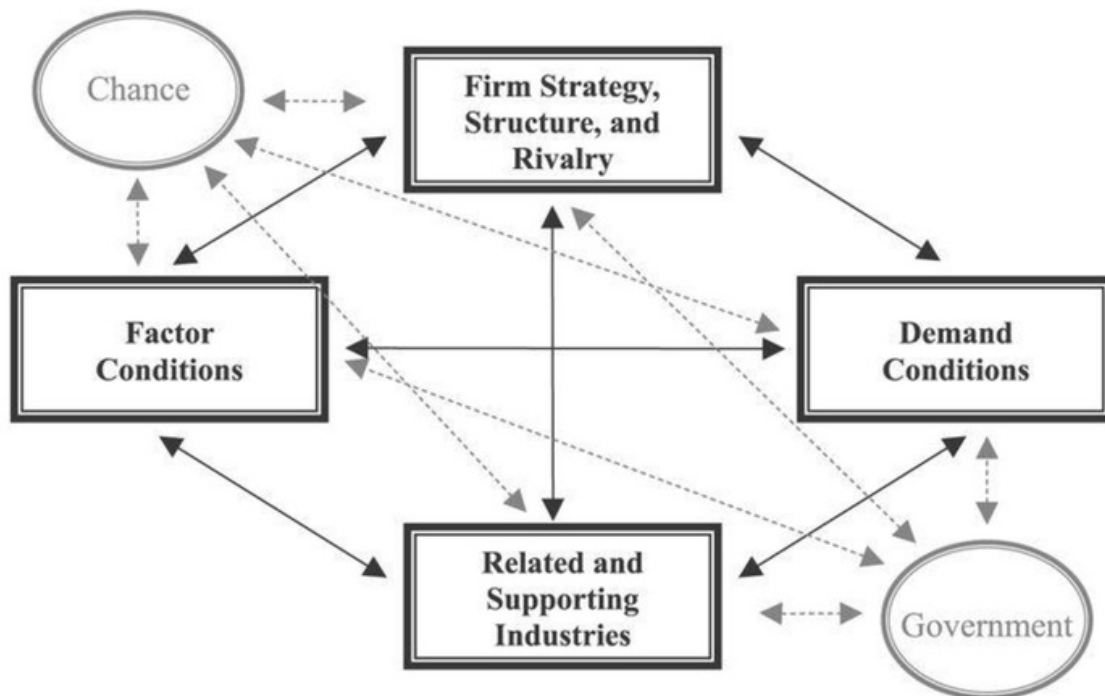 Chance
Firm Strategy,
Structure, and
Rivalry
Factor
Conditions
Demand
Conditions
Related and
Supporting
Industries
Government